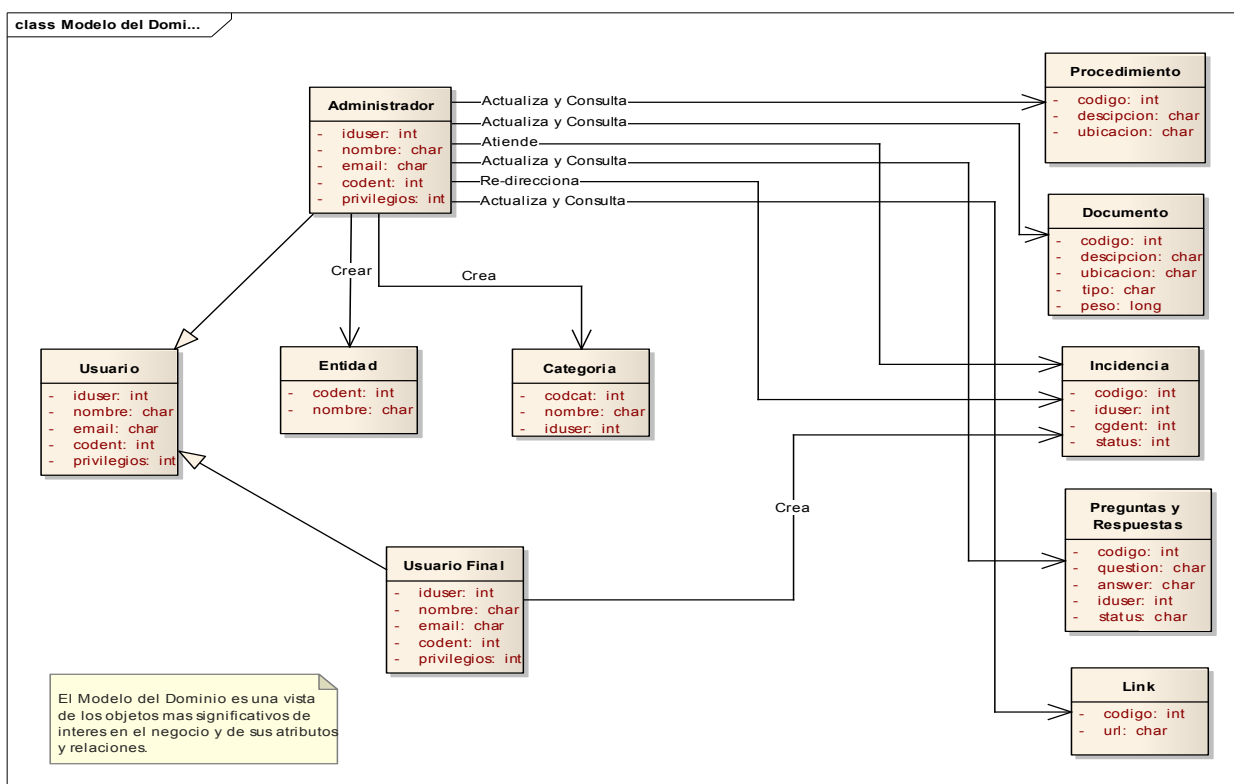 class Modelo del Domi...
Administrador
- iduser: int
- nombre: char
- email: char
- codent: int
- privilegios: int
Actualiza y Consulta
Actualiza y Consulta
Atiende
Actualiza y Consulta
Re-direcciona
Actualiza y Consulta
Procedimiento
- codigo: int
- descipcion: char
- ubicacion: char
Documento
- codigo: int
- descipcion: char
- ubicacion: char
- tipo: char
- peso: long
Crear
Crea
Usuario
- iduser: int
- nombre: char
- email: char
- codent: int
- privilegios: int
Entidad
- codent: int
- nombre: char
Categoria
- codcat: int
- nombre: char
- iduser: int
Incidencia
- codigo: int
- iduser: int
- cgdent: int
- status: int
Crea
Preguntas y
Respuestas
- codigo: int
- question: char
- answer: char
- iduser: int
- status: char
Usuario Final
- iduser: int
- nombre: char
- email: char
- codent: int
- privilegios: int
Link
- codigo: int
- url: char
El Modelo del Dominio es una vista
de los objetos mas significativos de
interes en el negocio y de sus atributos
y relaciones.